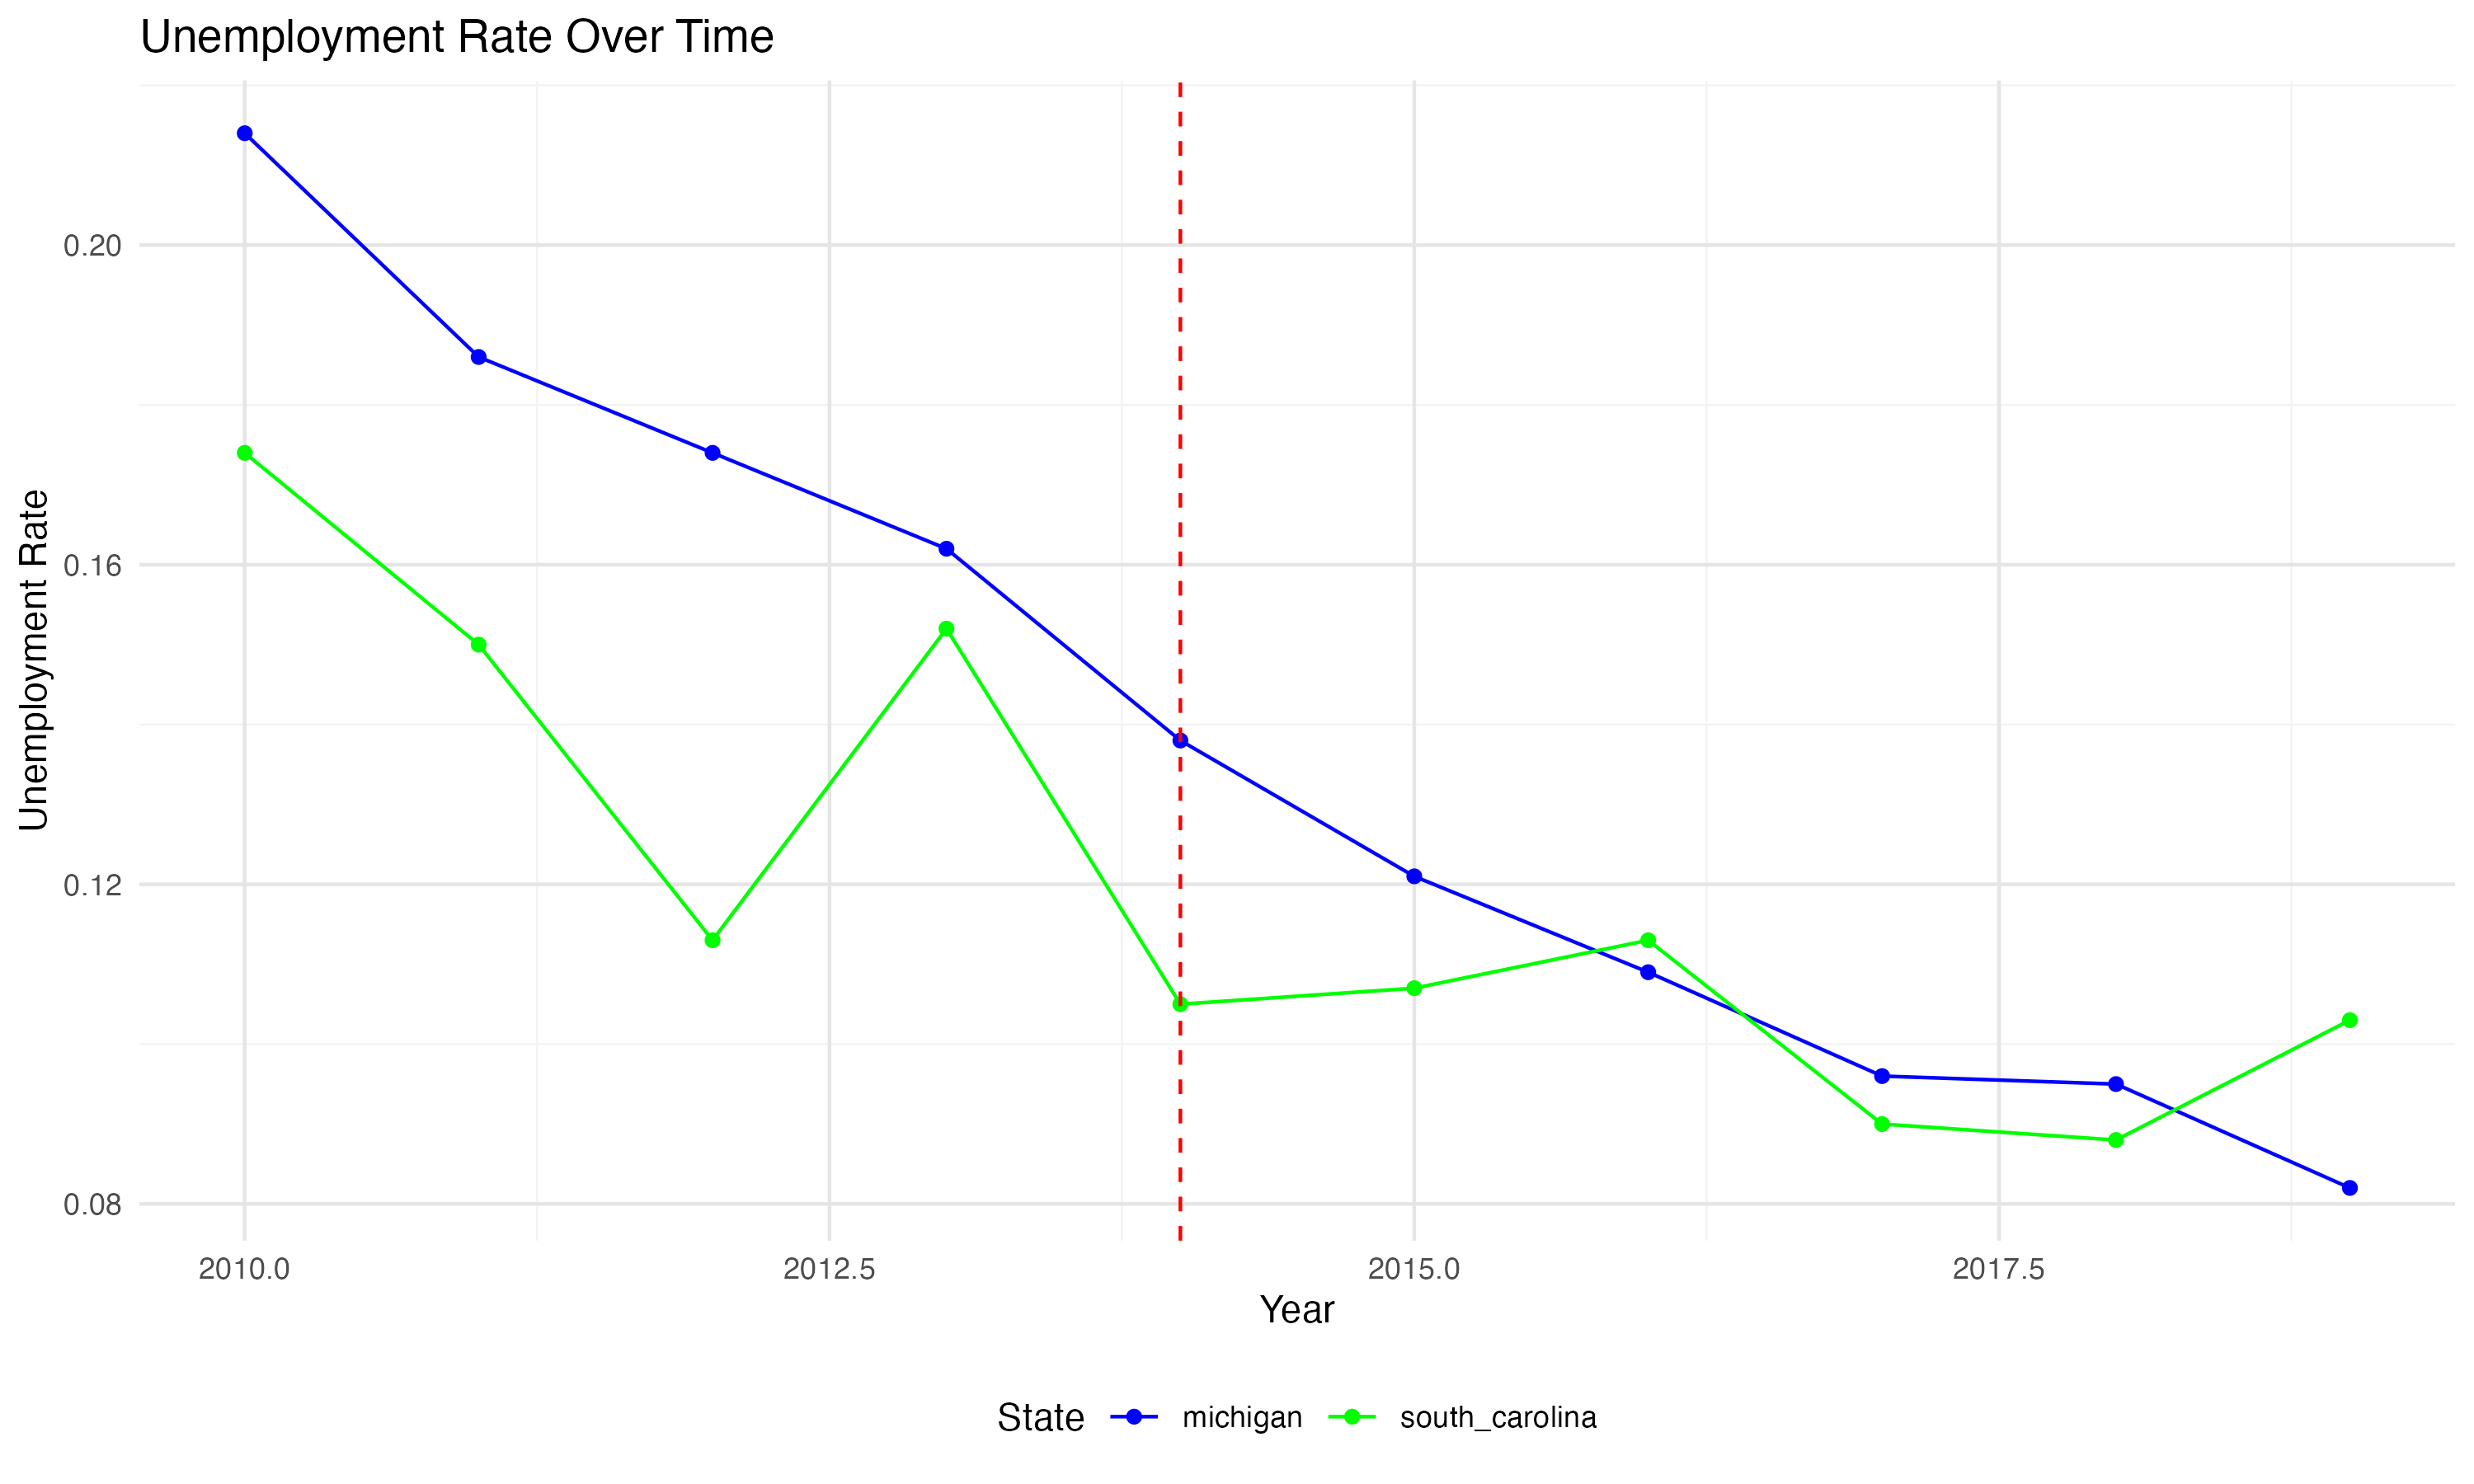 Unemployment Rate Over Time
Unemployment Rate
0.20
0.16
0.12
0.08
2010.0 2012.5 2015.0 2017.5
Year
State michigan south_carolina